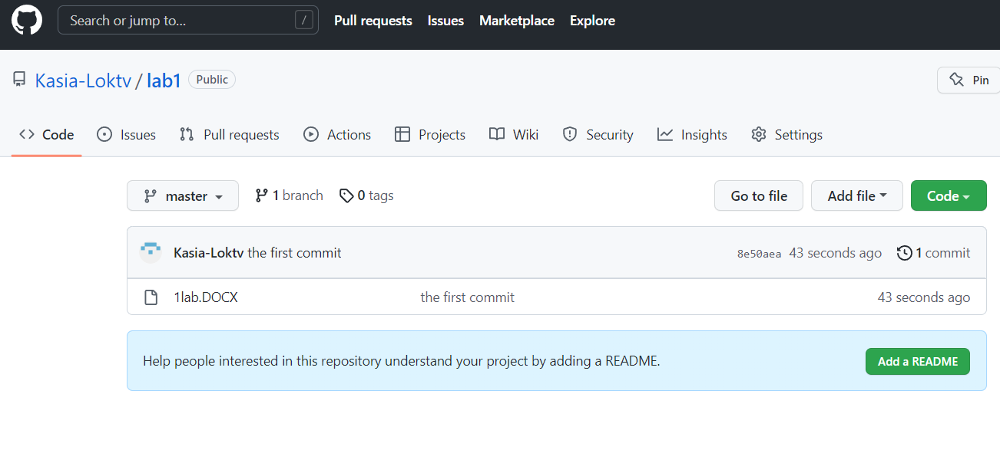 Search or jump to... / Pull requests Issues Marketplace Explore
Kasia-Loktv / lab1 Public Pin
Code Issues Pull requests Actions Projects Wiki Security Insights Settings
master 1 branch 0 tags Go to file Add file Code
Kasia-Loktv the first commit 8e50aea 43 seconds ago 1 commit
1lab.DOCX the first commit 43 seconds ago
Help people interested in this repository understand your project by adding a README. Add a README